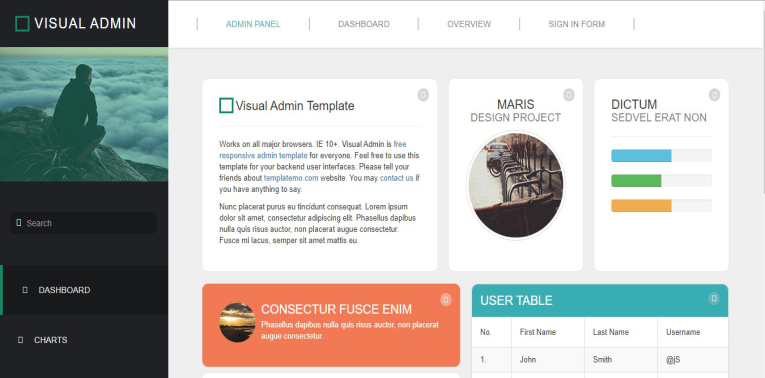 VISUAL ADMIN
Search
DASHBOARD
CHARTS
ADMIN PANEL
DASHBOARD
OVERVIEW
SIGN IN FORM
Visual Admin Template
Works on all major browsers. IE 10+. Visual Admin is free
responsive admin template for everyone. Feel free to use this
template for your backend user interfaces. Please tell your
friends about templatemo.com website. You may contact us if
you have anything to say.
Nunc placerat purus eu tincidunt consequat. Lorem ipsum
dolor sit amet, consectetur adipiscing elit. Phasellus dapibus
nulla quis risus auctor, non placerat augue consectetur.
Fusce mi lacus, semper sit amet mattis eu.
MARIS
DESIGN PROJECT
DICTUM
SEDVEL ERAT NON
CONSECTUR FUSCE ENIM
Phasellus dapibus nulla quis risus auctor, non placerat
augue consectetur.
USER TABLE
No. First Name Last Name Username
1. John Smith @jS